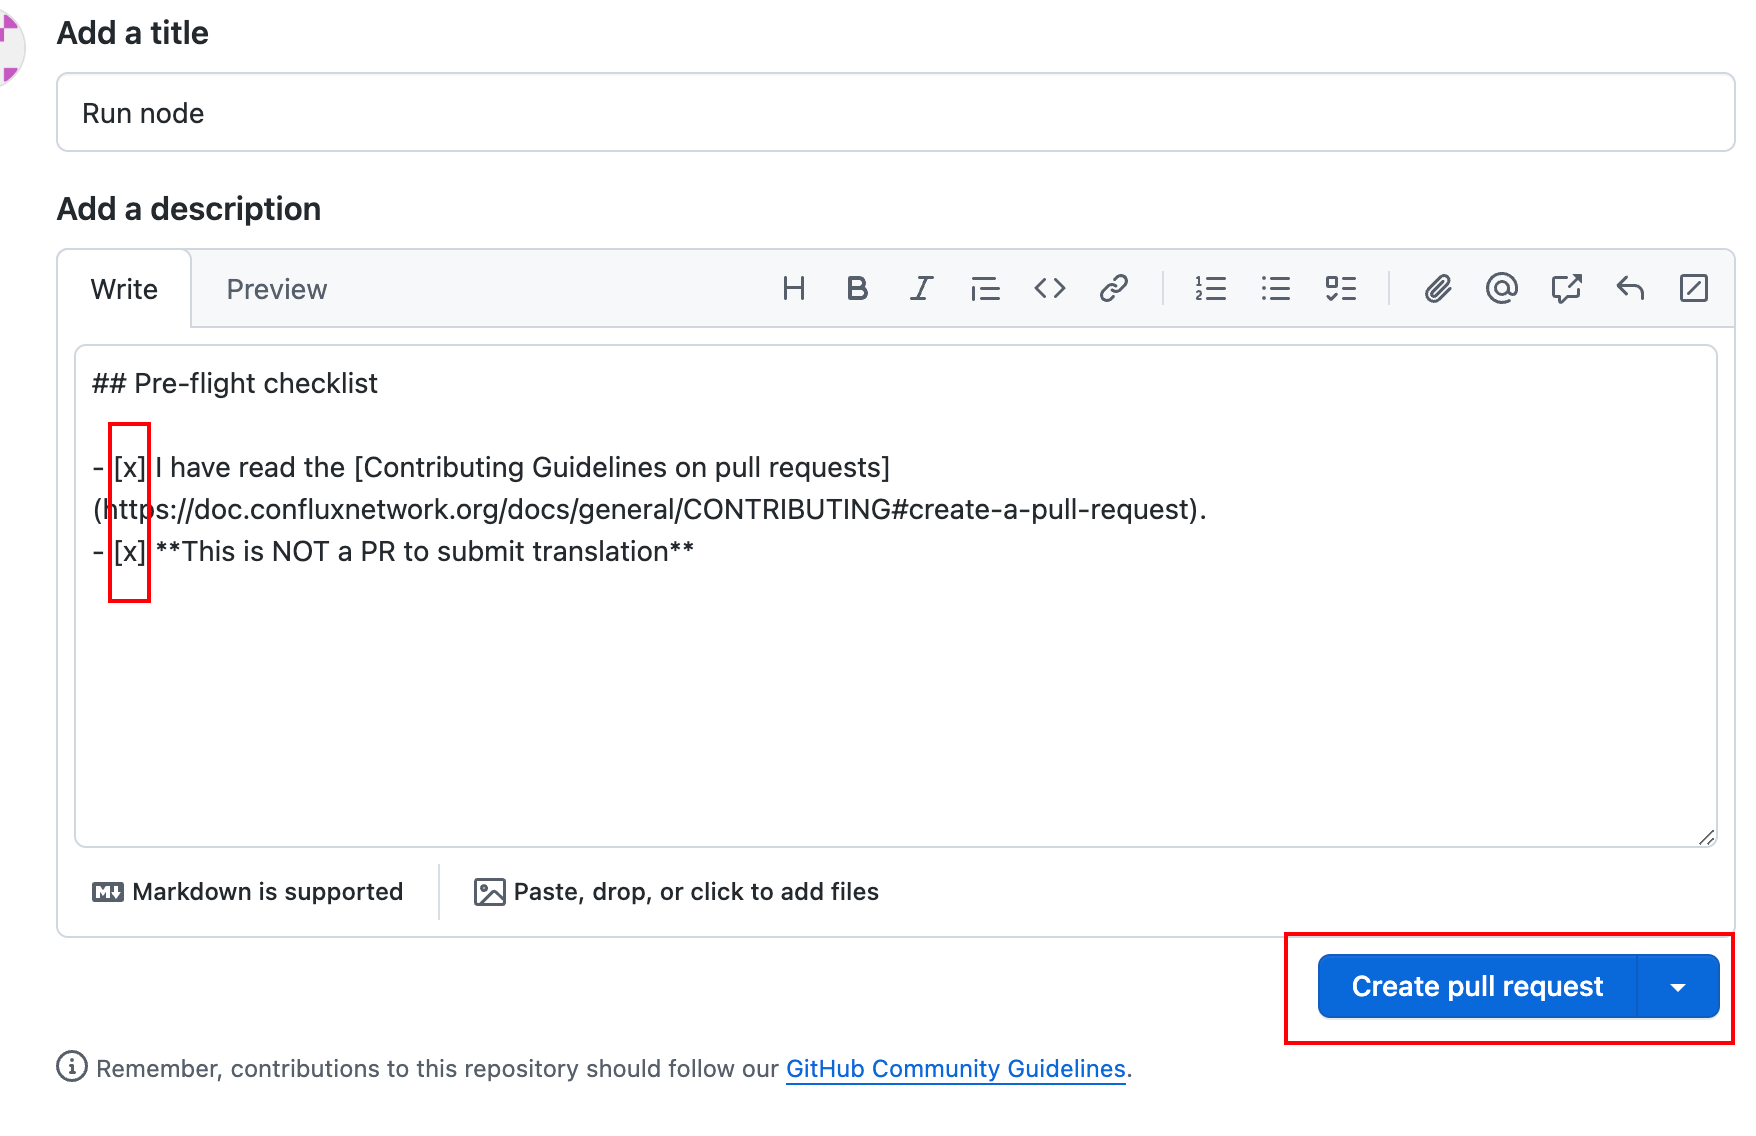 Add a title
Run node
Add a description
Write Preview
## Pre-flight checklist
- [x] I have read the [Contributing Guidelines on pull requests]
(https://doc.confluxnetwork.org/docs/general/CONTRIBUTING#create-a-pull-request).
- [x] **This is NOT a PR to submit translation**
Markdown is supported Paste, drop, or click to add files
Create pull request
Remember, contributions to this repository should follow our GitHub Community Guidelines.